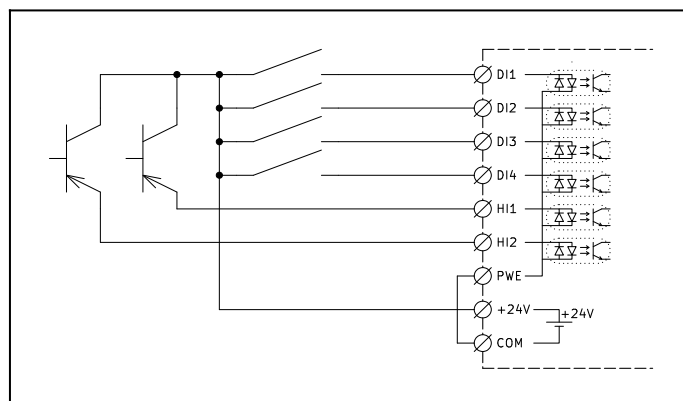 DI1
DI2
DI3
DI4
HI1
HI2
PWE
+24V
+24V
COM